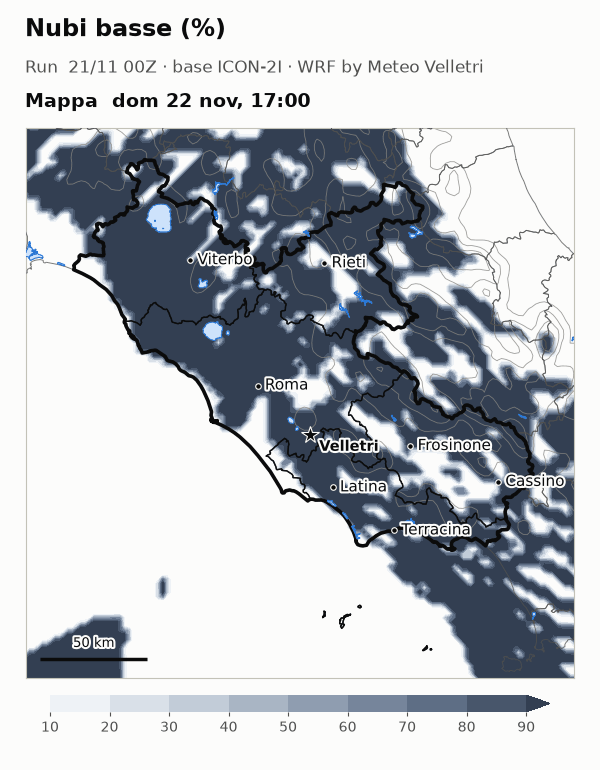 Nubi basse (%)
Run  21/11 00Z · base ICON-2I · WRF by Meteo Velletri
Mappa  dom 22 nov, 17:00
Viterbo
Rieti
Roma
Velletri
Frosinone
Cassino
Latina
Terracina
50 km
10 20 30 40 50 60 70 80 90